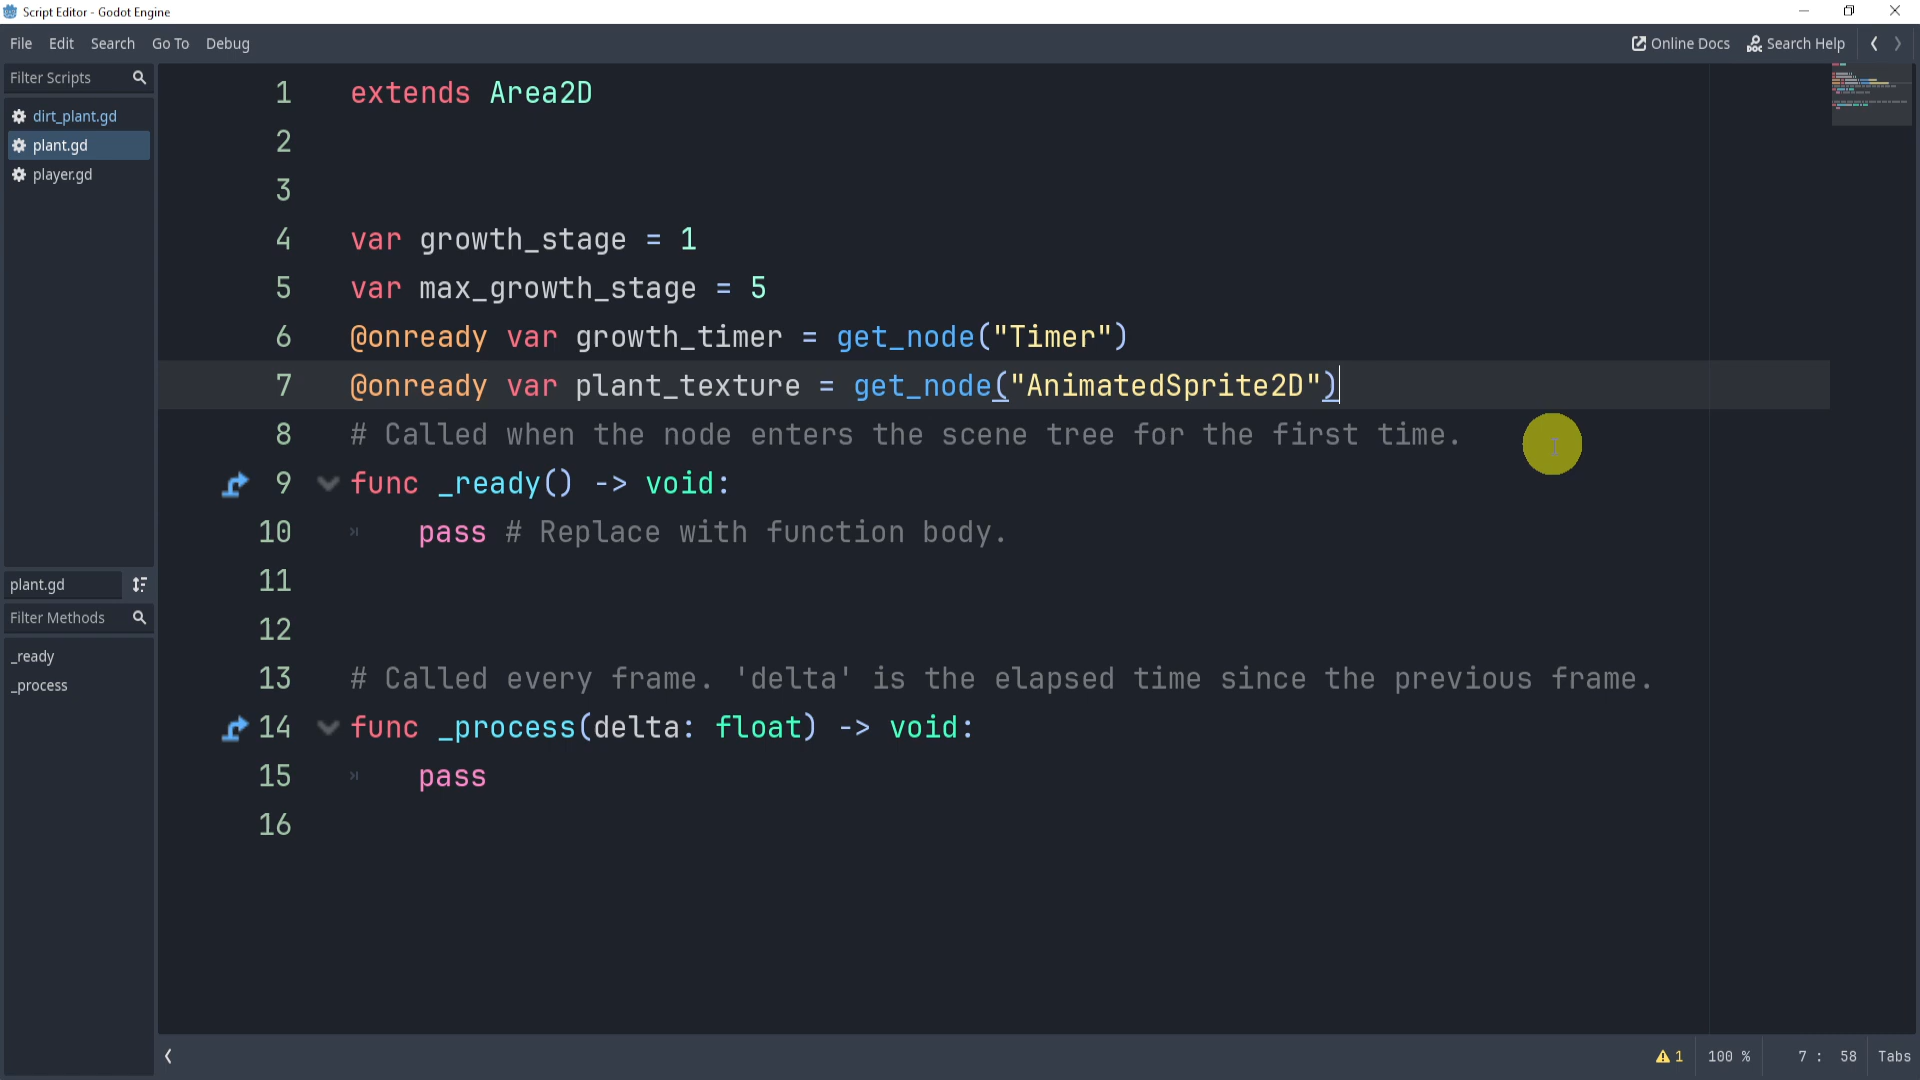 Script Editor - Godot Engine
File Edit Search Go To Debug
Online Docs Search Help
Filter Scripts
dirt_plant.gd
plant.gd
player.gd
plant.gd
Filter Methods
_ready
_process
1 extends Area2D
2
3
4 var growth_stage = 1
5 var max_growth_stage = 5
6 @onready var growth_timer = get_node("Timer")
7 @onready var plant_texture = get_node("AnimatedSprite2D")
8 # Called when the node enters the scene tree for the first time.
9 func _ready() -> void:
10 pass # Replace with function body.
11
12
13 # Called every frame. 'delta' is the elapsed time since the previous frame.
14 func _process(delta: float) -> void:
15 pass
16
1 100 % 7 : 58 Tabs